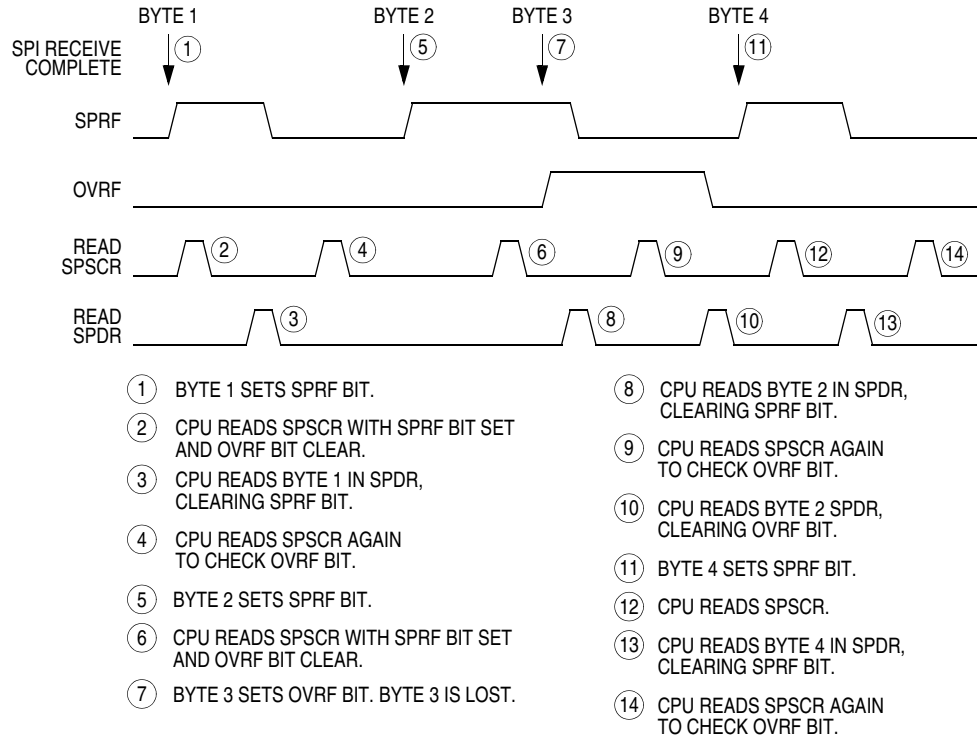 BYTE 1 BYTE 2 BYTE 3 BYTE 4
SPI RECEIVE
COMPLETE
1 5 7 11
SPRF
OVRF
READ
SPSCR
2 4 6 9 12 14
READ
SPDR
3 8 10 13
1 BYTE 1 SETS SPRF BIT.
2 CPU READS SPSCR WITH SPRF BIT SET
AND OVRF BIT CLEAR.
3 CPU READS BYTE 1 IN SPDR,
CLEARING SPRF BIT.
4 CPU READS SPSCR AGAIN
TO CHECK OVRF BIT.
5 BYTE 2 SETS SPRF BIT.
6 CPU READS SPSCR WITH SPRF BIT SET
AND OVRF BIT CLEAR.
7 BYTE 3 SETS OVRF BIT. BYTE 3 IS LOST.
8 CPU READS BYTE 2 IN SPDR,
CLEARING SPRF BIT.
9 CPU READS SPSCR AGAIN
TO CHECK OVRF BIT.
10 CPU READS BYTE 2 SPDR,
CLEARING OVRF BIT.
11 BYTE 4 SETS SPRF BIT.
12 CPU READS SPSCR.
13 CPU READS BYTE 4 IN SPDR,
CLEARING SPRF BIT.
14 CPU READS SPSCR AGAIN
TO CHECK OVRF BIT.